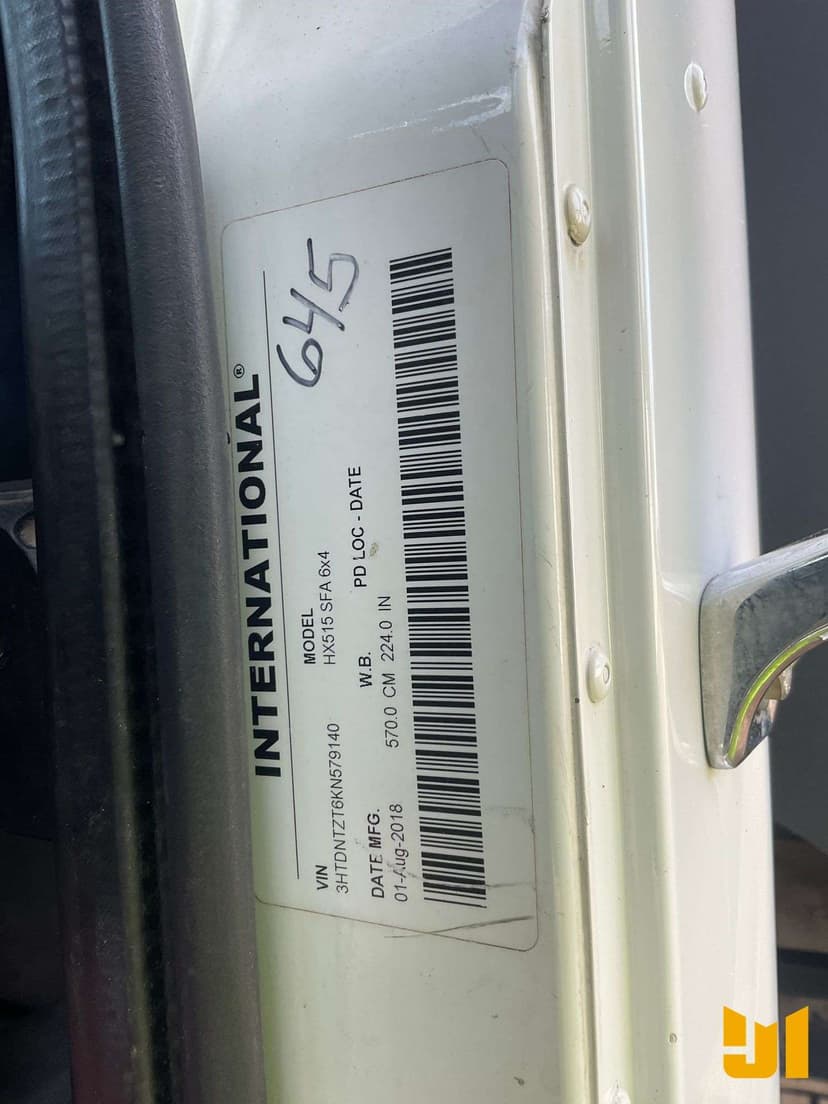 INTERNATIONAL®
645
VIN MODEL
3HTDNTZT6KN579140 HX515 SFA 6x4
DATE MFG. W.B. PD LOC - DATE
01-Aug-2018 570.0 CM 224.0 IN